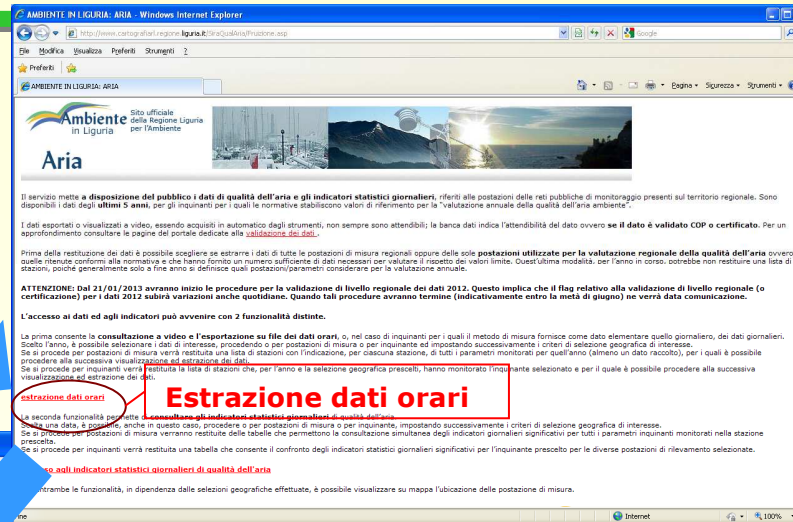 AMBIENTE IN LIGURIA: ARIA - Windows Internet Explorer
http://www.cartografiarl.regione.liguria.it/SiraQualAria/Fruizione.asp
Google
File Modifica Visualizza Preferiti Strumenti ?
Preferiti
AMBIENTE IN LIGURIA: ARIA
Pagina Sicurezza Strumenti
Ambiente in Liguria
Sito ufficiale della Regione Liguria per l'Ambiente
Aria
Il servizio mette a disposizione del pubblico i dati di qualità dell'aria e gli indicatori statistici giornalieri, riferiti alle postazioni delle reti pubbliche di monitoraggio presenti sul territorio regionale. Sono
disponibili i dati degli ultimi 5 anni, per gli inquinanti per i quali le normative stabiliscono valori di riferimento per la "valutazione annuale della qualità dell'aria ambiente".
I dati esportati o visualizzati a video, essendo acquisiti in automatico dagli strumenti, non sempre sono attendibili; la banca dati indica l'attendibilità del dato ovvero se il dato è validato COP o certificato. Per un
approfondimento consultare le pagine del portale dedicate alla validazione dei dati .
Prima della restituzione dei dati è possibile scegliere se estrarre i dati di tutte le postazioni di misura regionali oppure delle sole postazioni utilizzate per la valutazione regionale della qualità dell'aria ovvero
quelle ritenute conformi alla normativa e che hanno fornito un numero sufficiente di dati necessari per valutare il rispetto dei valori limite. Quest'ultima modalità, per l'anno in corso, potrebbe non restituire una lista di
stazioni, poiché generalmente solo a fine anno si definisce quali postazioni/parametri considerare per la valutazione annuale.
ATTENZIONE: Dal 21/01/2013 avranno inizio le procedure per la validazione di livello regionale dei dati 2012. Questo implica che il flag relativo alla validazione di livello regionale (o
certificazione) per i dati 2012 subirà variazioni anche quotidiane. Quando tali procedure avranno termine (indicativamente entro la metà di giugno) ne verrà data comunicazione.
L'accesso ai dati ed agli indicatori può avvenire con 2 funzionalità distinte.
La prima consente la consultazione a video e l'esportazione su file dei dati orari, o, nel caso di inquinanti per i quali il metodo di misura fornisce come dato elementare quello giornaliero, dei dati giornalieri.
Scelto l'anno, è possibile selezionare i dati di interesse, procedendo o per postazioni di misura o per inquinante ed impostando successivamente i criteri di selezione geografica di interesse.
Se si procede per postazioni di misura verrà restituita una lista di stazioni con l'indicazione, per ciascuna stazione, di tutti i parametri monitorati per quell'anno (almeno un dato raccolto), per i quali è possibile
procedere alla successiva visualizzazione ed estrazione dei dati.
Se si procede per inquinanti verrà restituita la lista di stazioni che, per l'anno e la selezione geografica prescelti, hanno monitorato l'inquinante selezionato e per il quale è possibile procedere alla successiva
visualizzazione ed estrazione dei dati.
estrazione dati orari
Estrazione dati orari
La seconda funzionalità permette di consultare gli indicatori statistici giornalieri di qualità dell'aria.
Scelta una data, è possibile, anche in questo caso, procedere o per postazioni di misura o per inquinante, impostando successivamente i criteri di selezione geografica di interesse.
Se si procede per postazioni di misura verranno restituite delle tabelle che permettono la consultazione simultanea degli indicatori giornalieri significativi per tutti i parametri inquinanti monitorati nella stazione
prescelta.
Se si procede per inquinanti verrà restituita una tabella che consente il confronto degli indicatori statistici giornalieri significativi per l'inquinante prescelto per le diverse postazioni di rilevamento selezionate.
so agli indicatori statistici giornalieri di qualità dell'aria
ntrambe le funzionalità, in dipendenza dalle selezioni geografiche effettuate, è possibile visualizzare su mappa l'ubicazione delle postazione di misura.
ine
Internet
100%